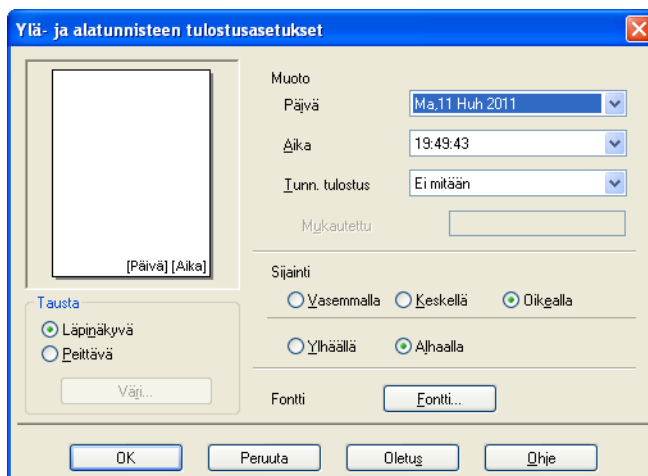 Ylä- ja alatunnisteen tulostusasetukset
Muoto
Päivä Ma,11 Huh 2011
Aika 19:49:43
Tunn. tulostus Ei mitään
Mukautettu
[Päivä] [Aika]
Sijainti
Vasemmalla Keskellä Oikealla
Tausta
Läpinäkyvä
Peittävä
Väri...
Ylhäällä Alhaalla
Fontti Fontti...
OK Peruuta Oletus Ohje